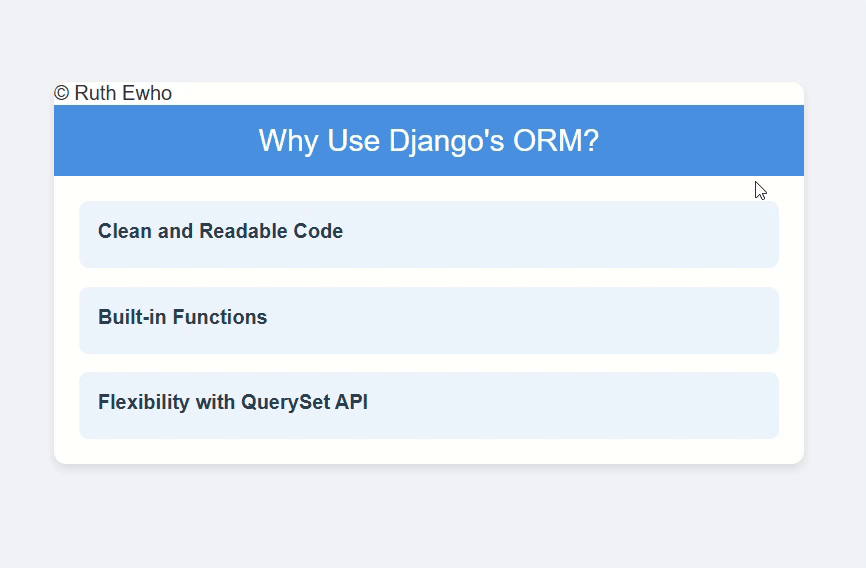 © Ruth Ewho
Why Use Django's ORM?
Clean and Readable Code
Built-in Functions
Flexibility with QuerySet API